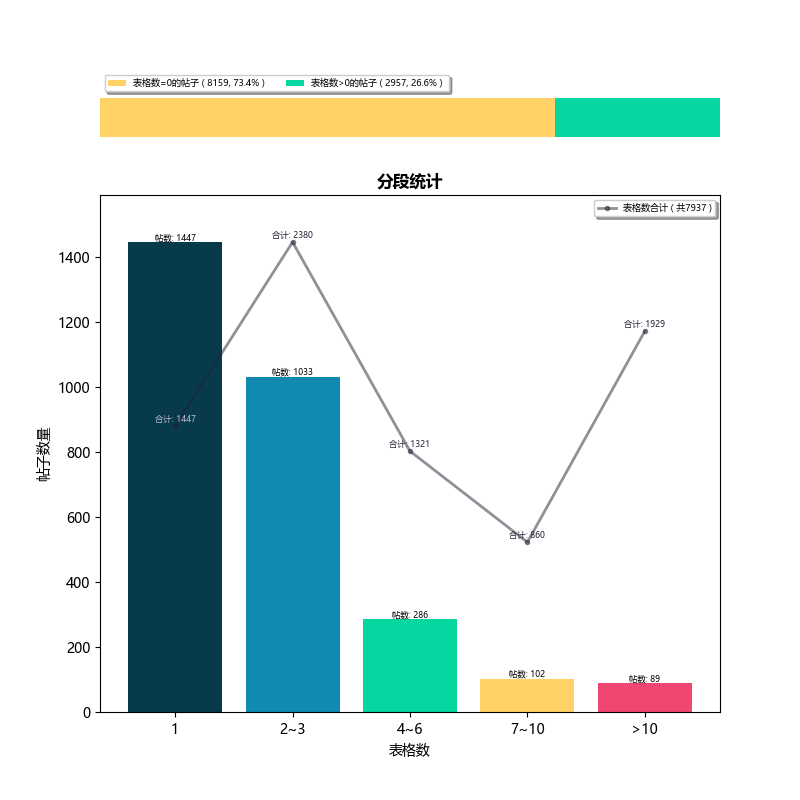 表格数=0的帖子 ( 8159, 73.4% ) 表格数>0的帖子 ( 2957, 26.6% )
分段统计
表格数合计 ( 共7937 )
帖子数量
1400
1200
1000
800
600
400
200
0
帖数: 1447
帖数: 1033
帖数: 286
帖数: 102
帖数: 89
合计: 1447
合计: 2380
合计: 1321
合计: 860
合计: 1929
1 2~3 4~6 7~10 >10
表格数